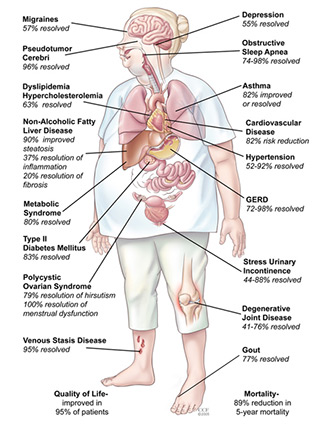 Migraines
57% resolved
Pseudotumor
Cerebri
96% resolved
Dyslipidemia
Hypercholesterolemia
63% resolved
Non-Alcoholic Fatty
Liver Disease
90% improved
steatosis
37% resolution of
inflammation
20% resolution of
fibrosis
Metabolic
Syndrome
80% resolved
Type II
Diabetes Mellitus
83% resolved
Polycystic
Ovarian Syndrome
79% resolution of hirsutism
100% resolution of
menstrual dysfunction
Venous Stasis Disease
95% resolved
Quality of Life-
improved in
95% of patients
Depression
55% resolved
Obstructive
Sleep Apnea
74-98% resolved
Asthma
82% improved
or resolved
Cardiovascular
Disease
82% risk reduction
Hypertension
52-92% resolved
GERD
72-98% resolved
Stress Urinary
Incontinence
44-88% resolved
Degenerative
Joint Disease
41-76% resolved
Gout
77% resolved
Mortality-
89% reduction in
5-year mortality